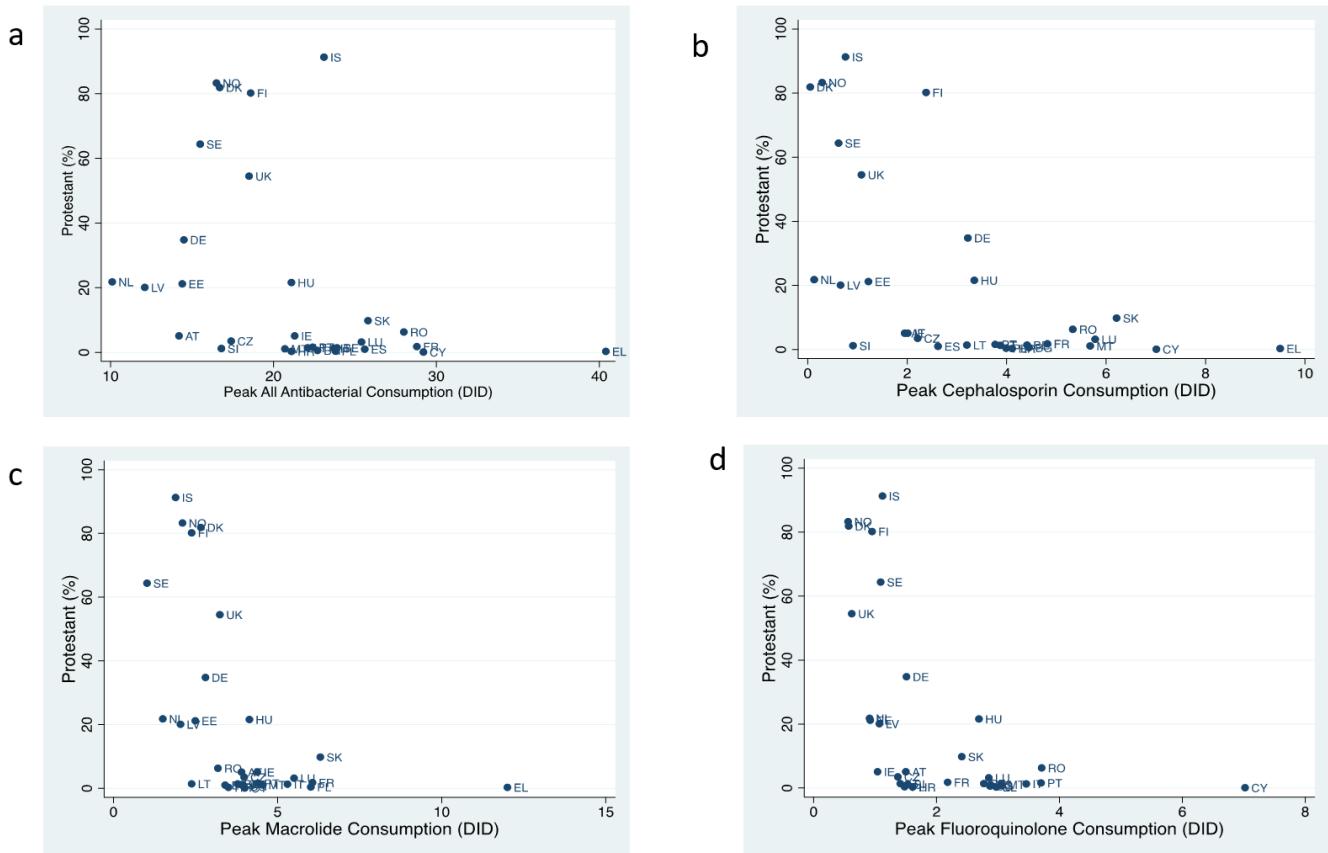 a
Protestant (%)
100
80
60
40
20
0
IS
NO
DK
FI
SE
UK
DE
NL
LV
EE
HU
AT
CZ
SI
IE
SK
RO
LU
FR
ES
CY
EL
10
20
30
40
Peak All Antibacterial Consumption (DID)
b
Protestant (%)
100
80
60
40
20
0
IS
NO
DK
FI
SE
UK
DE
NL
LV
EE
HU
SK
RO
LU
CZ
SI
ES
LT
FR
MT
CY
EL
0
2
4
6
8
10
Peak Cephalosporin Consumption (DID)
c
Protestant (%)
100
80
60
40
20
0
IS
NO
DK
FI
SE
UK
DE
NL
LV
EE
HU
SK
RO
IE
LT
LU
FR
EL
0
5
10
15
Peak Macrolide Consumption (DID)
d
Protestant (%)
100
80
60
40
20
0
IS
NO
DK
FI
SE
UK
DE
NL
LV
HU
SK
RO
IE
AT
FR
LU
IT
PT
CY
0
2
4
6
8
Peak Fluoroquinolone Consumption (DID)